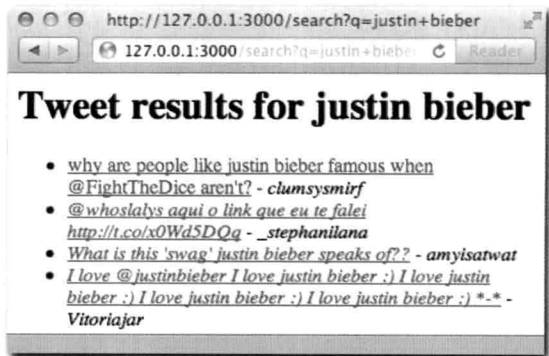 http://127.0.0.1:3000/search?q=justin+bieber
127.0.0.1:3000/search?q=justin+biebe Reader
Tweet results for justin bieber
• why are people like justin bieber famous when
@FightTheDice aren't? - clumsysmirf
• @whoslalys aqui o link que eu te falei
http://t.co/x0Wd5DQq - _stephanilana
• What is this 'swag' justin bieber speaks of?? - amyisatwat
• I love @justinbieber I love justin bieber :) I love justin
bieber :) I love justin bieber :) I love justin bieber :) *-* -
Vitoriajar